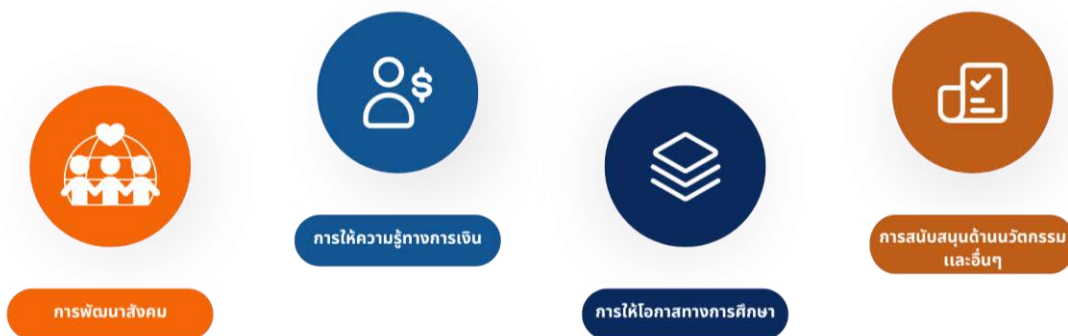 การพัฒนาสังคม
การให้ความรู้ทางการเงิน
การให้โอกาสทางการศึกษา
การสนับสนุนด้านนวัตกรรม
และอื่นๆ